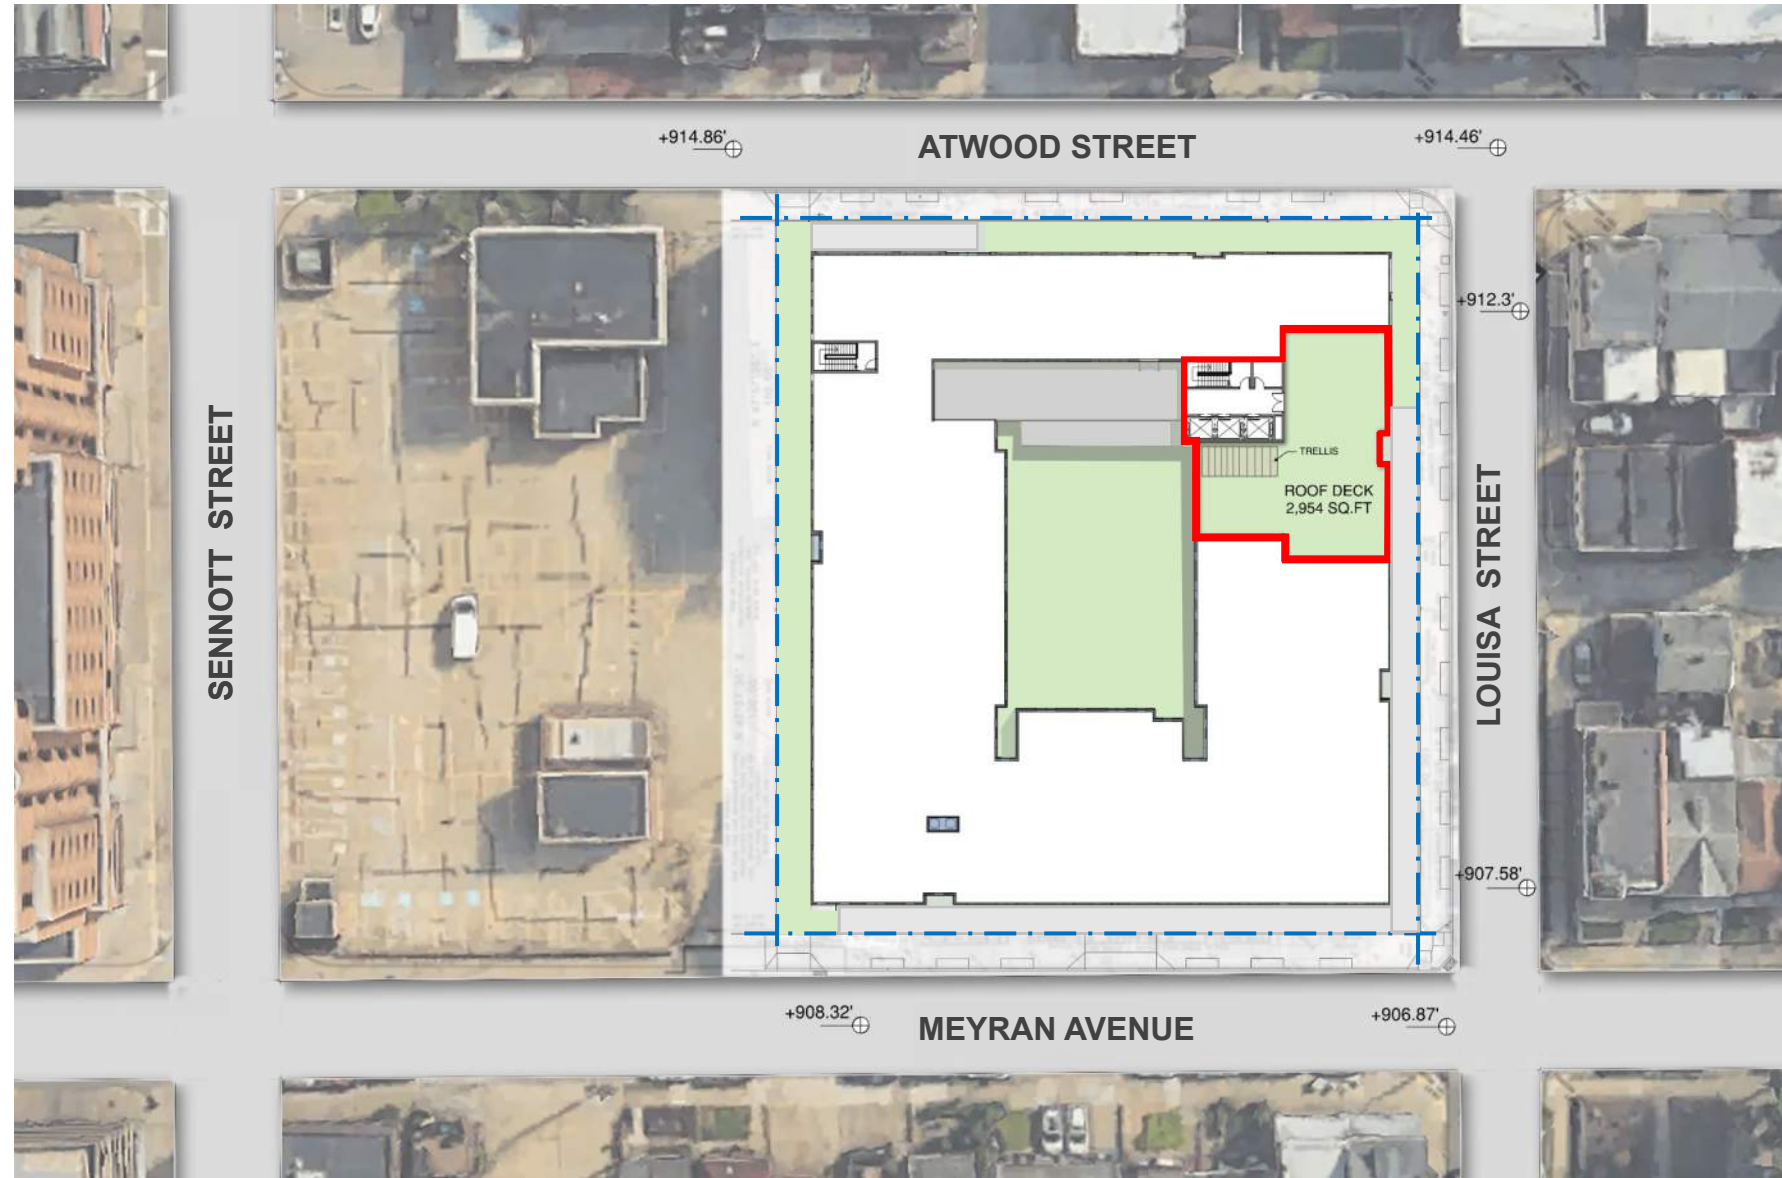 +914.86'
ATWOOD STREET
+914.46'
+912.3'
SENNOTT STREET
TRELLIS
ROOF DECK
2,954 SQ.FT
LOUISA STREET
+907.58'
+908.32'
MEYRAN AVENUE
+906.87'